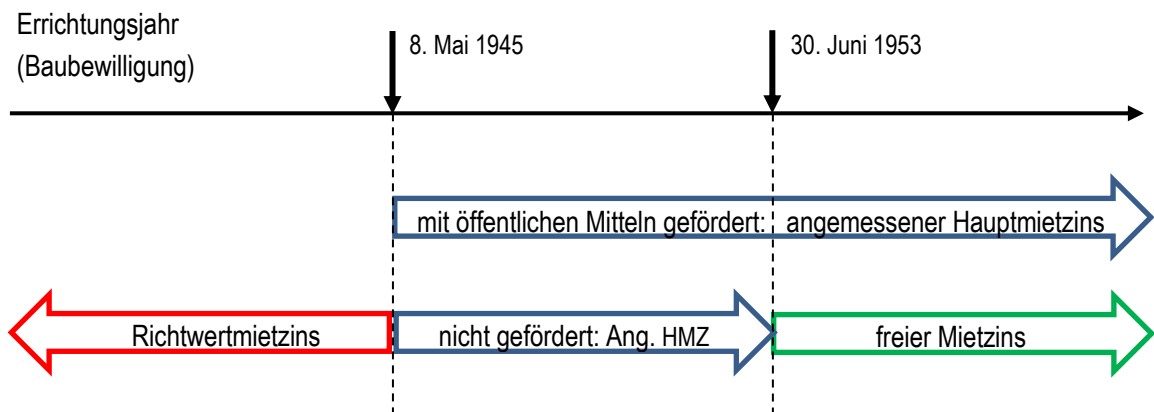 Errichtungsjahr
(Baubewilligung)
8. Mai 1945
30. Juni 1953
mit öffentlichen Mitteln gefördert: angemessener Hauptmietzins
Richtwertmietzins
nicht gefördert: Ang. HMZ
freier Mietzins